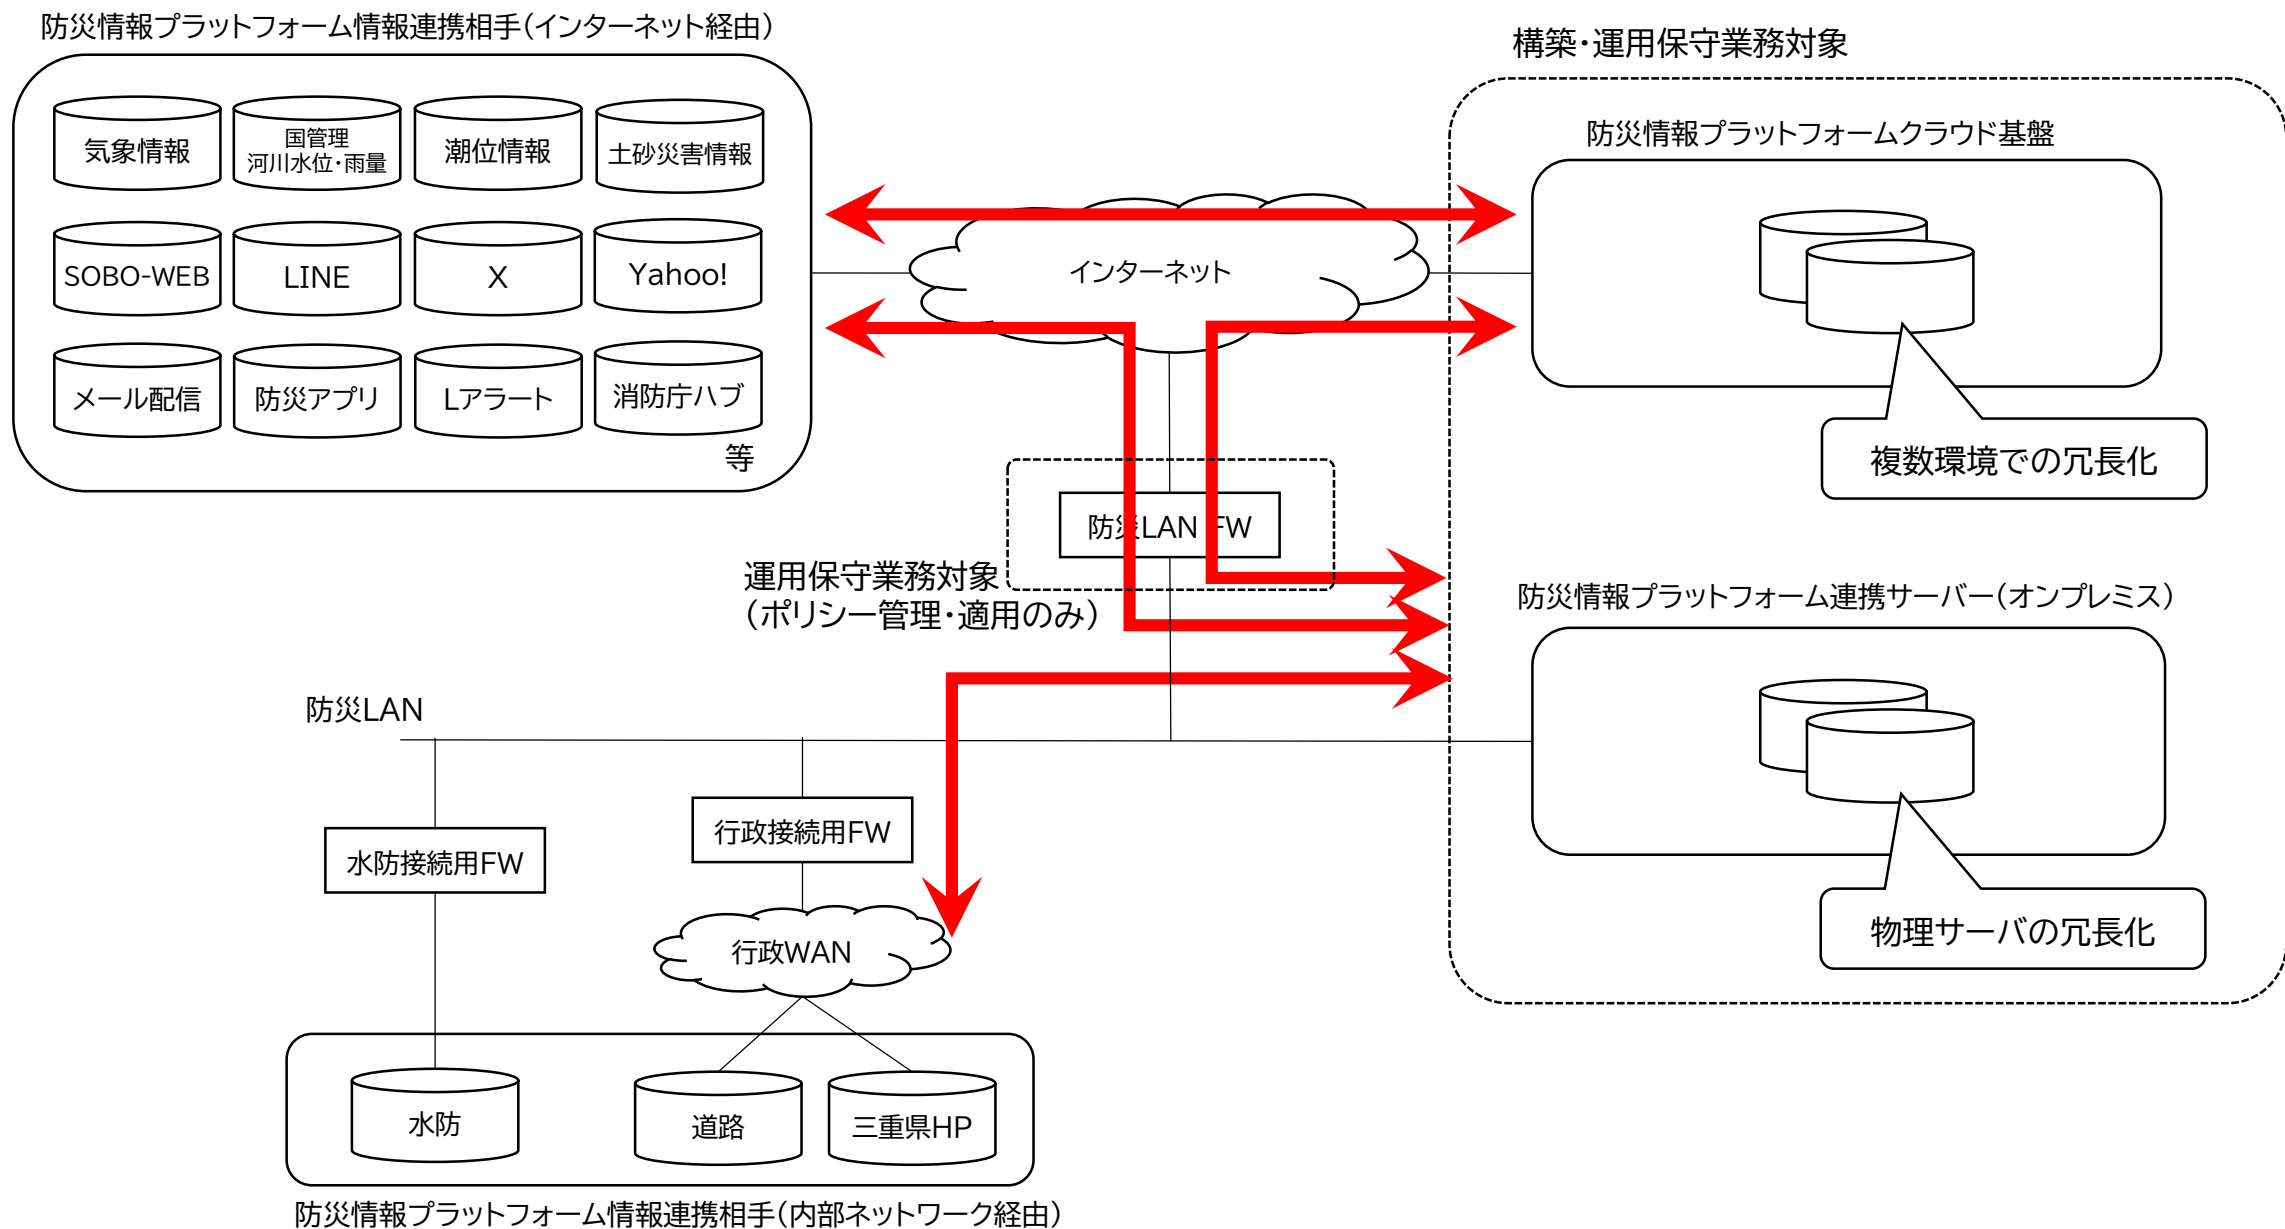 防災情報プラットフォーム情報連携相手(インターネット経由)
構築・運用保守業務対象
気象情報
国管理
河川水位・雨量
潮位情報
土砂災害情報
防災情報プラットフォームクラウド基盤
SOBO-WEB
LINE
X
Yahoo!
インターネット
メール配信
防災アプリ
Lアラート
消防庁ハブ
等
複数環境での冗長化
防災LAN FW
運用保守業務対象
(ポリシー管理・適用のみ)
防災情報プラットフォーム連携サーバー(オンプレミス)
防災LAN
行政接続用FW
水防接続用FW
物理サーバの冗長化
行政WAN
水防
道路
三重県HP
防災情報プラットフォーム情報連携相手(内部ネットワーク経由)